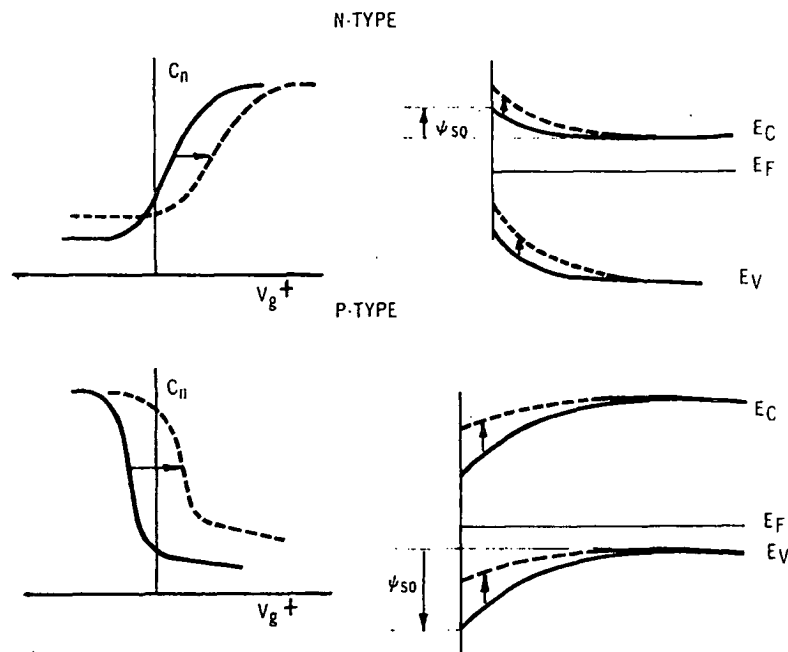 N-TYPE
Cn
Vg +
ψso
EC
EF
EV
P-TYPE
Cn
Vg +
EC
EF
EV
ψso